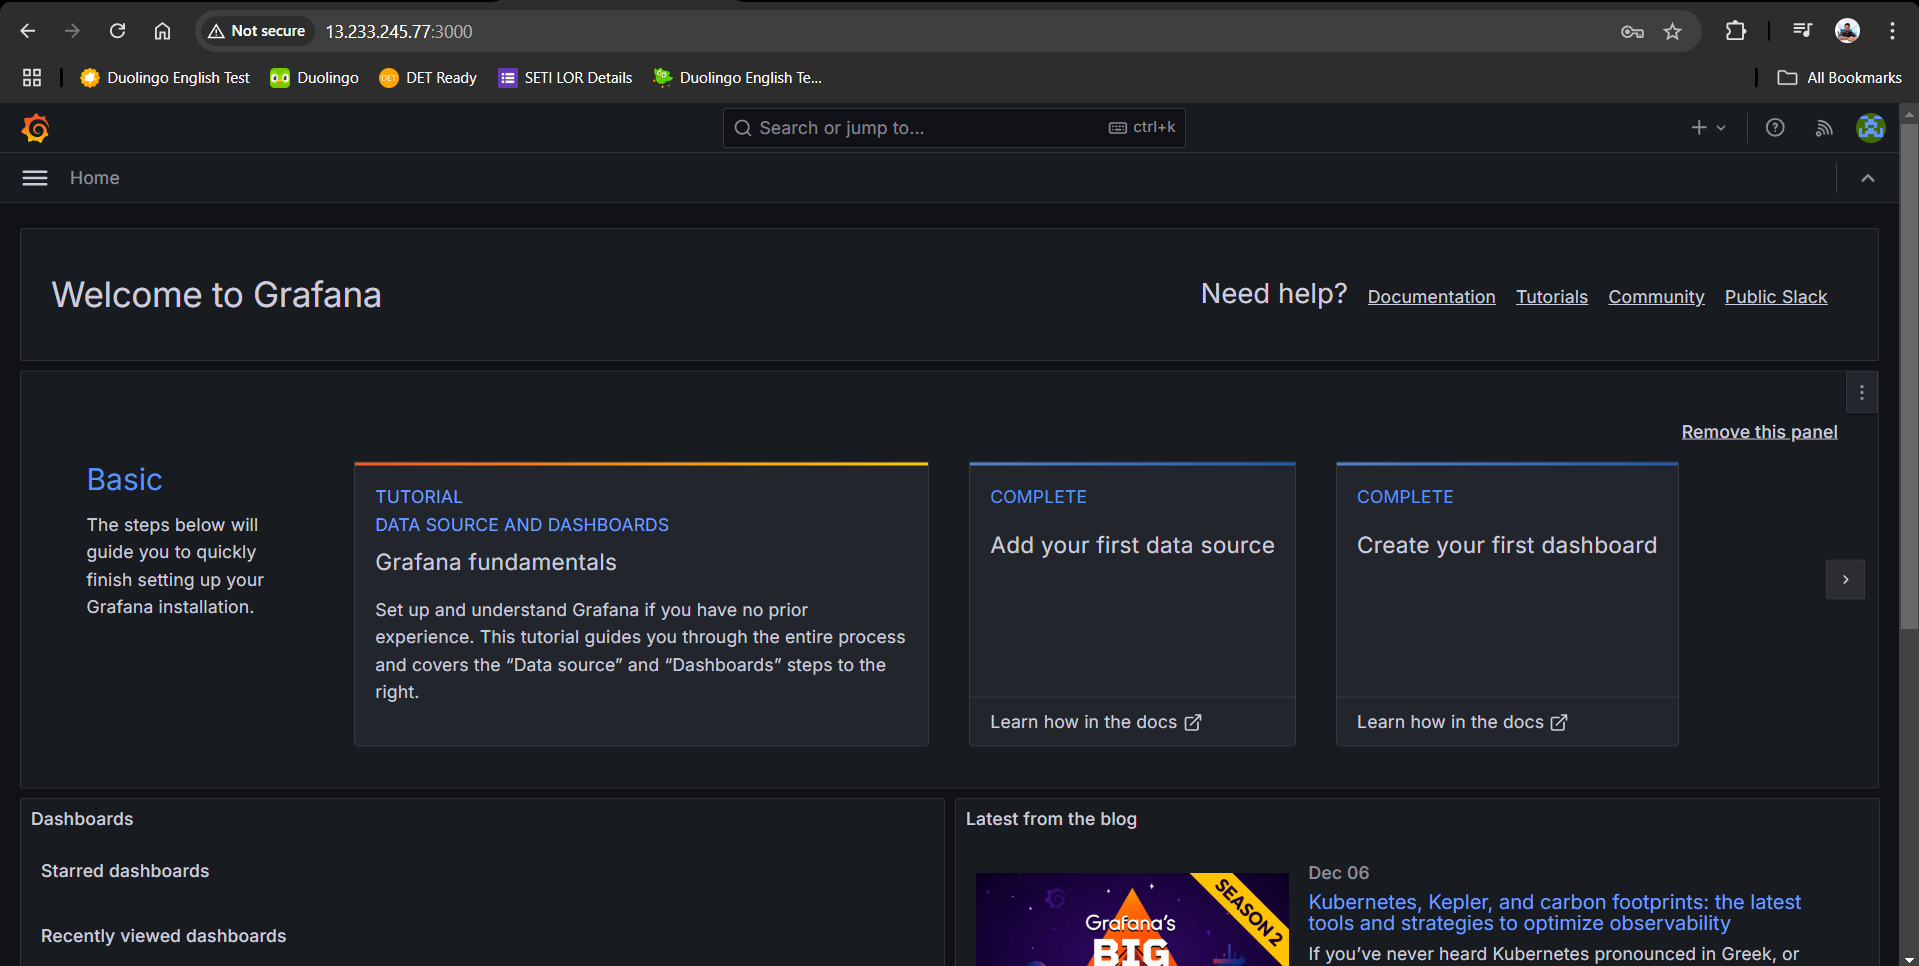 Not secure
13.233.245.77:3000
Duolingo English Test
Duolingo
DET Ready
SETI LOR Details
Duolingo English Te...
All Bookmarks
Search or jump to...
ctrl+k
Home
Welcome to Grafana
Need help?
Documentation
Tutorials
Community
Public Slack
Remove this panel
Basic
The steps below will
guide you to quickly
finish setting up your
Grafana installation.
TUTORIAL
DATA SOURCE AND DASHBOARDS
Grafana fundamentals
Set up and understand Grafana if you have no prior
experience. This tutorial guides you through the entire process
and covers the “Data source” and “Dashboards” steps to the
right.
COMPLETE
Add your first data source
Learn how in the docs
COMPLETE
Create your first dashboard
Learn how in the docs
Dashboards
Starred dashboards
Recently viewed dashboards
Latest from the blog
Grafana's
BIG
SEASON 2
Dec 06
Kubernetes, Kepler, and carbon footprints: the latest
tools and strategies to optimize observability
If you’ve never heard Kubernetes pronounced in Greek, or